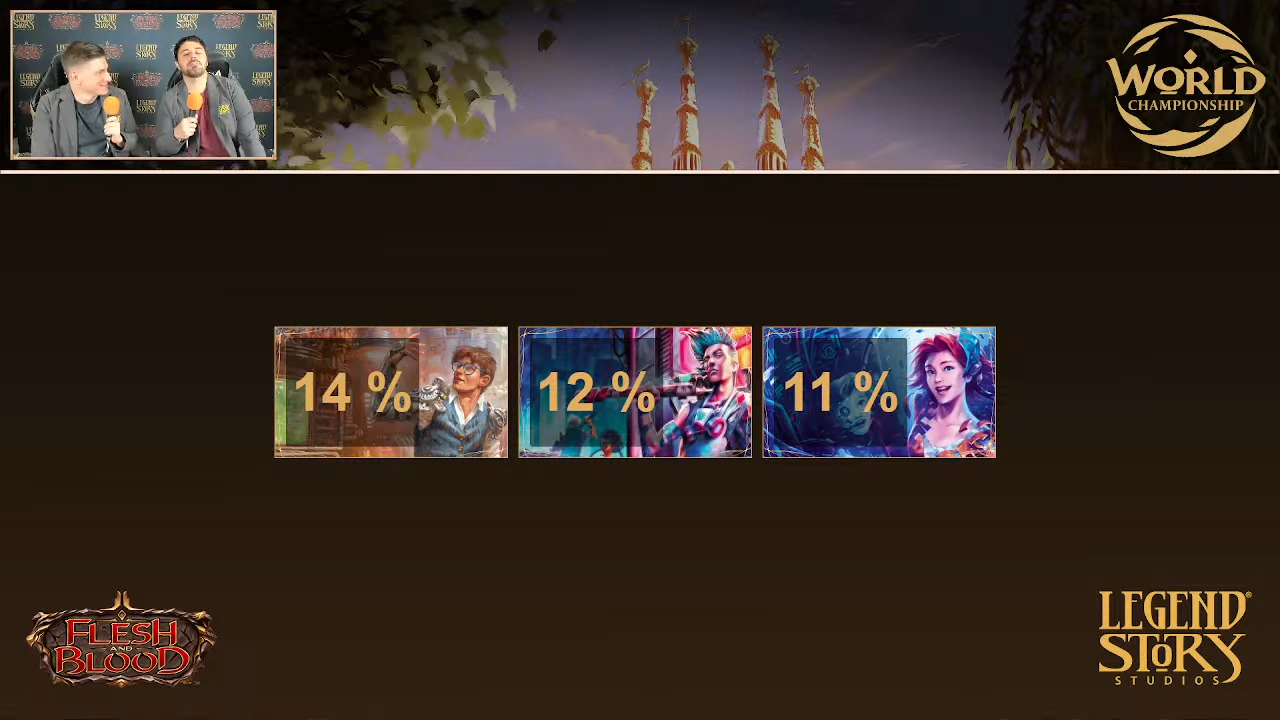 WORLD
CHAMPIONSHIP
14 %
12 %
11 %
FLESH
AND
BLOOD
LEGEND®
STORY
STUDIOS